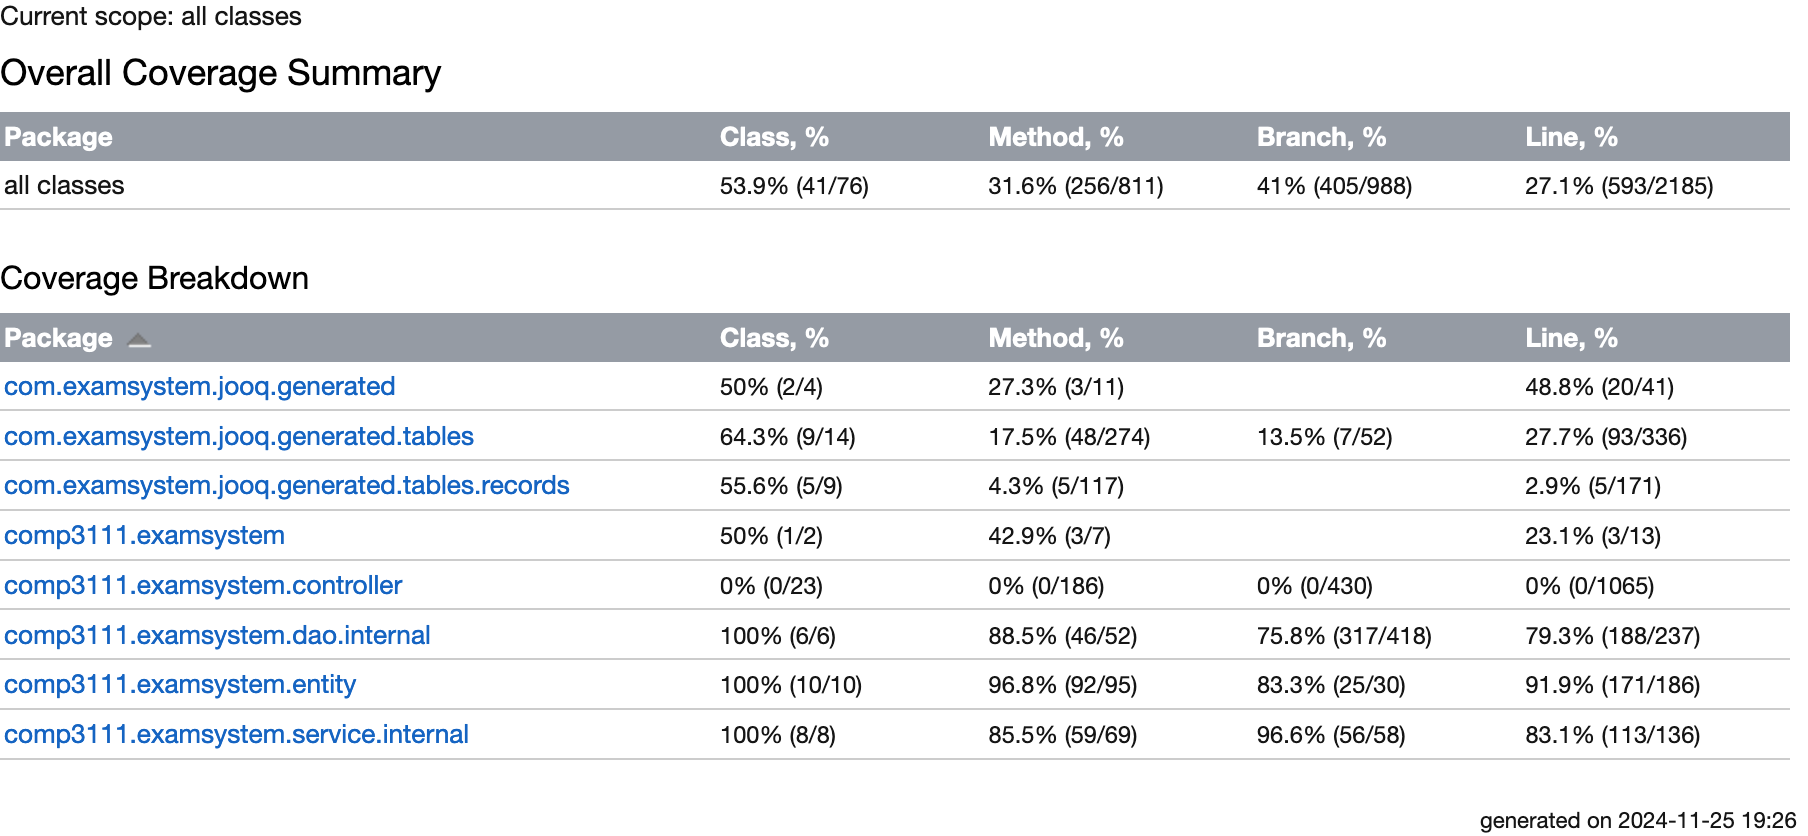 Current scope: all classes
Overall Coverage Summary
Package Class, % Method, % Branch, % Line, %
all classes 53.9% (41/76) 31.6% (256/811) 41% (405/988) 27.1% (593/2185)
Coverage Breakdown
Package Class, % Method, % Branch, % Line, %
com.examsystem.jooq.generated 50% (2/4) 27.3% (3/11) 48.8% (20/41)
com.examsystem.jooq.generated.tables 64.3% (9/14) 17.5% (48/274) 13.5% (7/52) 27.7% (93/336)
com.examsystem.jooq.generated.tables.records 55.6% (5/9) 4.3% (5/117) 2.9% (5/171)
comp3111.examsystem 50% (1/2) 42.9% (3/7) 23.1% (3/13)
comp3111.examsystem.controller 0% (0/23) 0% (0/186) 0% (0/430) 0% (0/1065)
comp3111.examsystem.dao.internal 100% (6/6) 88.5% (46/52) 75.8% (317/418) 79.3% (188/237)
comp3111.examsystem.entity 100% (10/10) 96.8% (92/95) 83.3% (25/30) 91.9% (171/186)
comp3111.examsystem.service.internal 100% (8/8) 85.5% (59/69) 96.6% (56/58) 83.1% (113/136)
generated on 2024-11-25 19:26